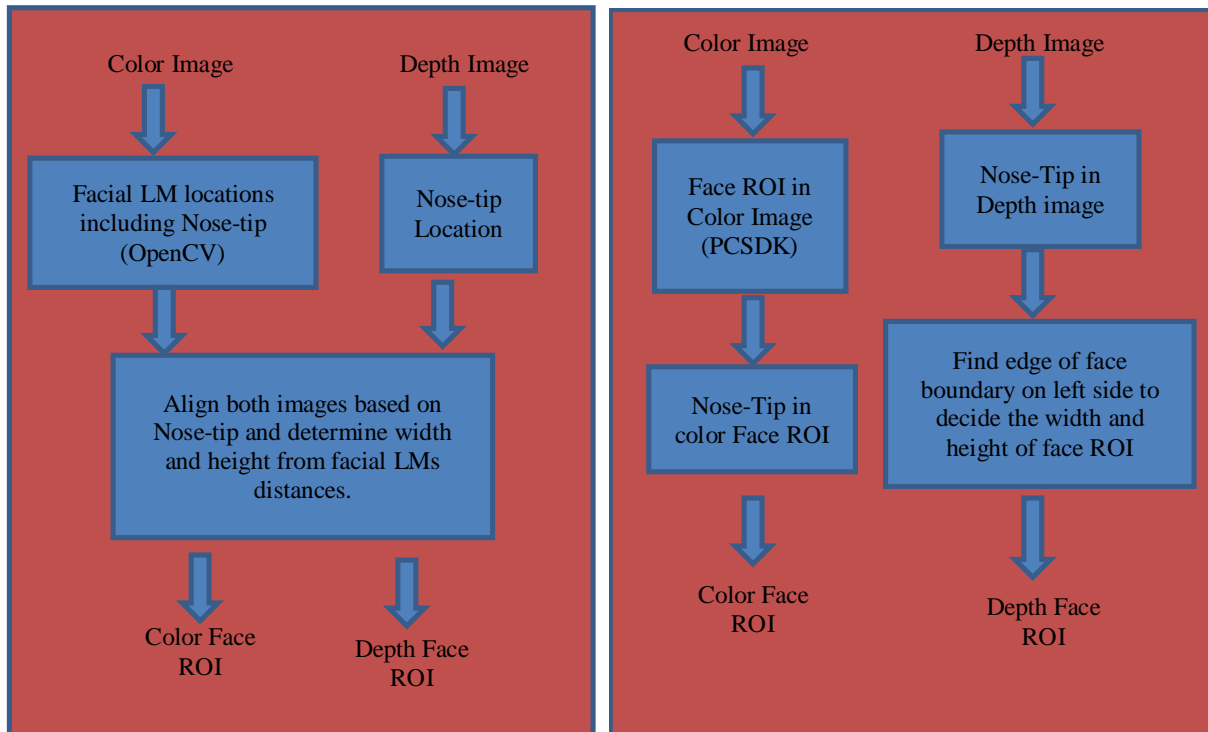 Color Image
Depth Image
Facial LM locations
including Nose-tip
(OpenCV)
Nose-tip
Location
Align both images based on
Nose-tip and determine width
and height from facial LMs
distances.
Color Face
ROI
Depth Face
ROI
Color Image
Depth Image
Face ROI in
Color Image
(PCSDK)
Nose-Tip in
Depth image
Nose-Tip in
color Face ROI
Find edge of face
boundary on left side to
decide the width and
height of face ROI
Color Face
ROI
Depth Face
ROI